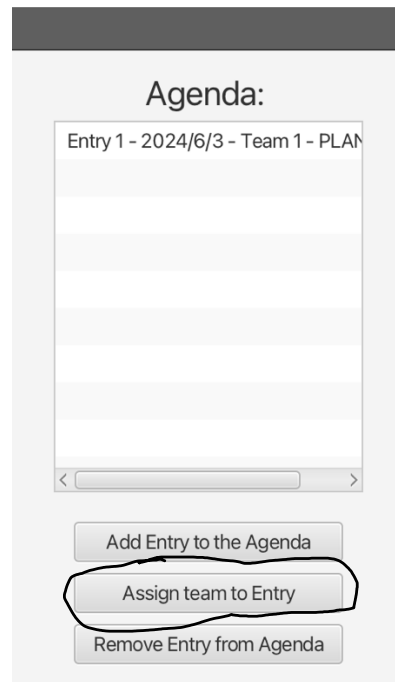 Agenda:
Entry 1 - 2024/6/3 - Team 1 - PLAN
Add Entry to the Agenda
Assign team to Entry
Remove Entry from Agenda